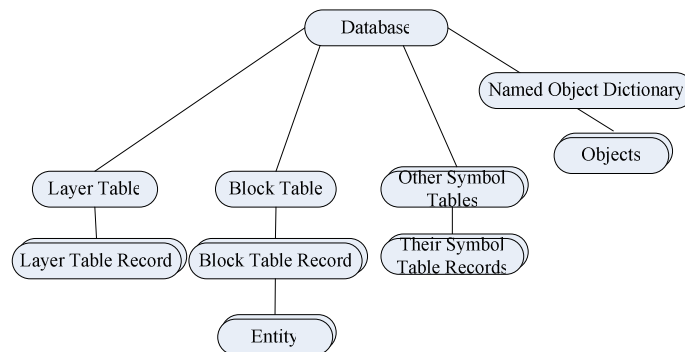 Database
Named Object Dictionary
Objects
Layer Table
Block Table
Other Symbol
Tables
Layer Table Record
Block Table Record
Their Symbol
Table Records
Entity